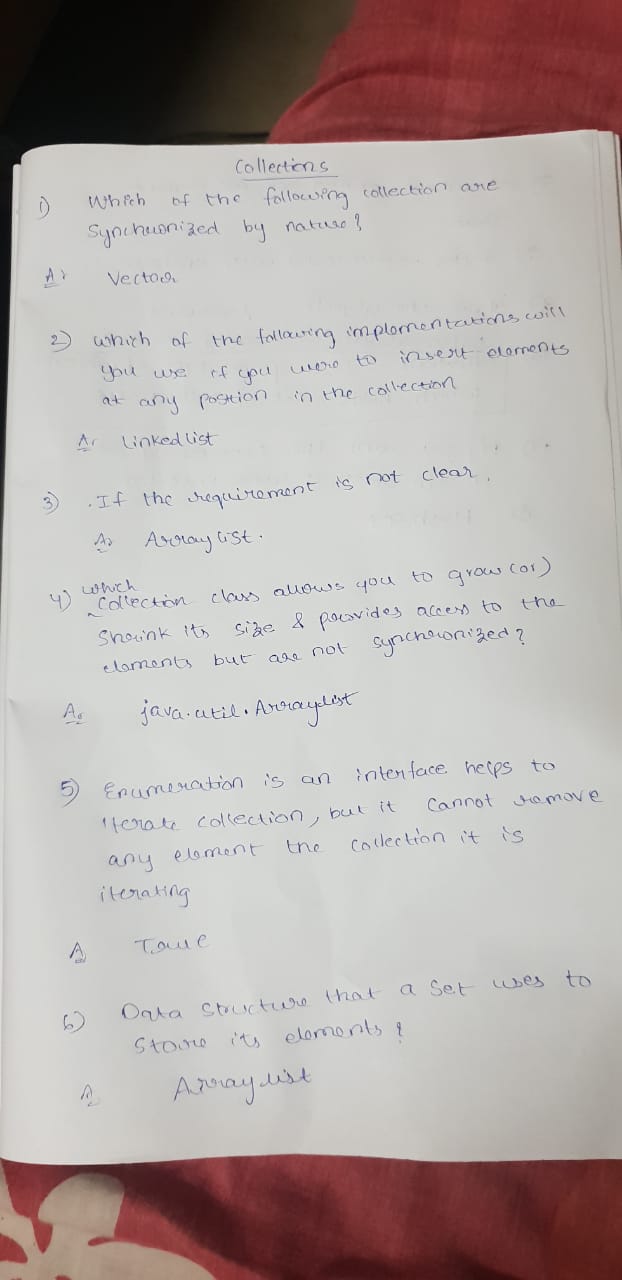 Collections
1) Which of the following collection are
Synchronized by nature?
A: Vector
2) which of the following implementations will
you use if you were to insert elements
at any position in the collection
A: Linked list
3) . If the requirement is not clear.
A: Array list.
4) which
Collection class allows you to grow (or)
Shrink its size & provides access to the
elements but are not synchronized?
A: java.util.Arraylist
5) Enumeration is an interface helps to
iterate collection, but it cannot remove
any element the collection it is
iterating
A True
6) Data Structure that a Set uses to
Store its elements?
A Array list